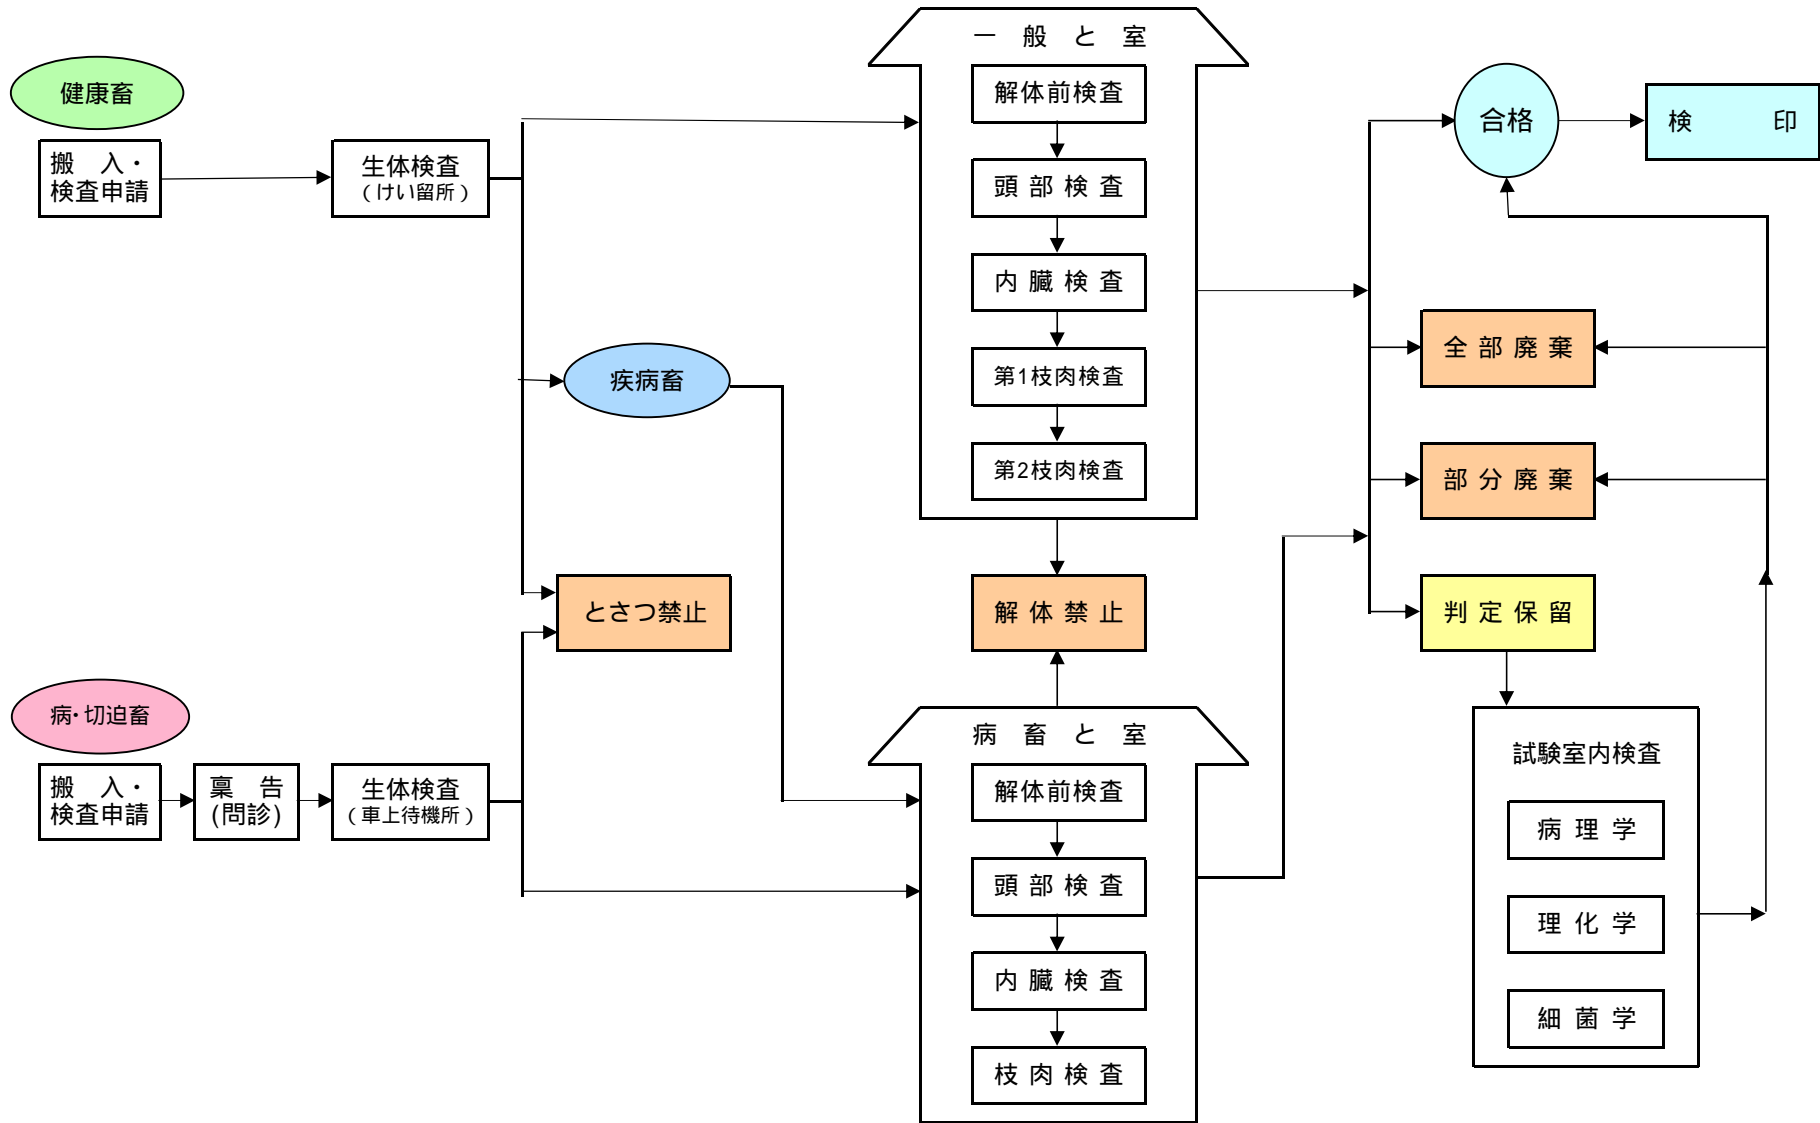 健康畜
搬　入・
検査申請
生体検査
（けい留所）
疾病畜
とさつ禁止
病・切迫畜
搬　入・
検査申請
稟　告
(問診)
生体検査
（車上待機所）
一　般　と　室
解体前検査
頭部検査
内臓検査
第1枝肉検査
第2枝肉検査
解体禁止
病　畜　と　室
解体前検査
頭部検査
内臓検査
枝肉検査
合格
検　　印
全部廃棄
部分廃棄
判定保留
試験室内検査
病理学
理化学
細菌学